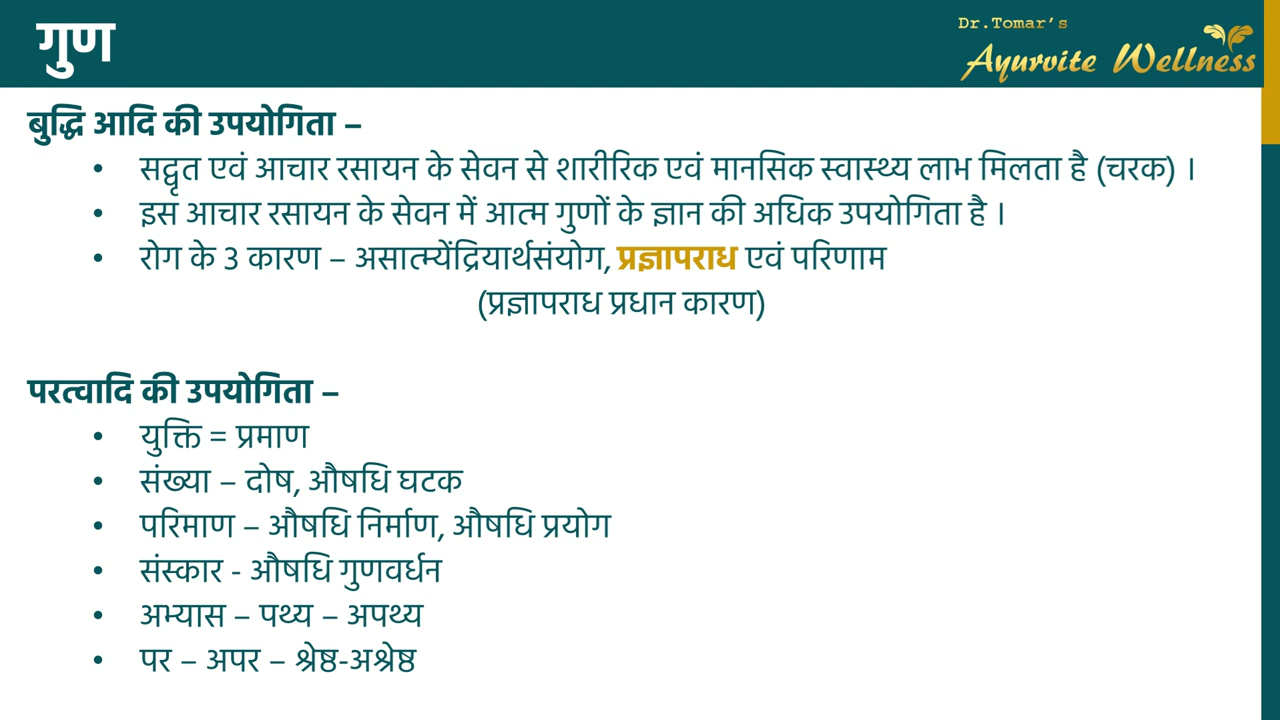 गुण
Dr.Tomar's
Ayurvite Wellness
बुद्धि आदि की उपयोगिता –
• सद्वृत एवं आचार रसायन के सेवन से शारीरिक एवं मानसिक स्वास्थ्य लाभ मिलता है (चरक) ।
• इस आचार रसायन के सेवन में आत्म गुणों के ज्ञान की अधिक उपयोगिता है ।
• रोग के 3 कारण – असात्म्येंद्रियार्थसंयोग, प्रज्ञापराध एवं परिणाम
(प्रज्ञापराध प्रधान कारण)
परत्वादि की उपयोगिता –
• युक्ति = प्रमाण
• संख्या – दोष, औषधि घटक
• परिमाण – औषधि निर्माण, औषधि प्रयोग
• संस्कार - औषधि गुणवर्धन
• अभ्यास – पथ्य – अपथ्य
• पर – अपर – श्रेष्ठ-अश्रेष्ठ